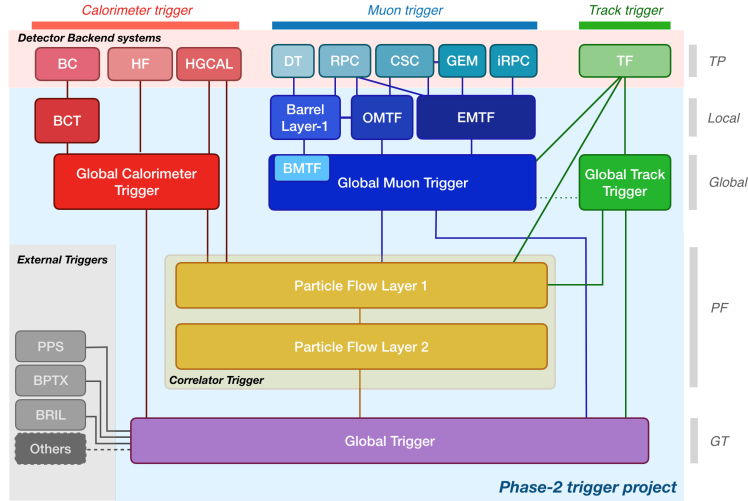 Calorimeter trigger
Muon trigger
Track trigger
Detector Backend systems
BC
HF
HGCAL
DT
RPC
CSC
GEM
iRPC
TF
TP
BCT
Barrel
Layer-1
OMTF
EMTF
Local
Global Calorimeter
Trigger
BMTF
Global Muon Trigger
Global Track
Trigger
Global
External Triggers
Particle Flow Layer 1
PF
Particle Flow Layer 2
PPS
BPTX
Correlator Trigger
BRIL
Others
Global Trigger
GT
Phase-2 trigger project